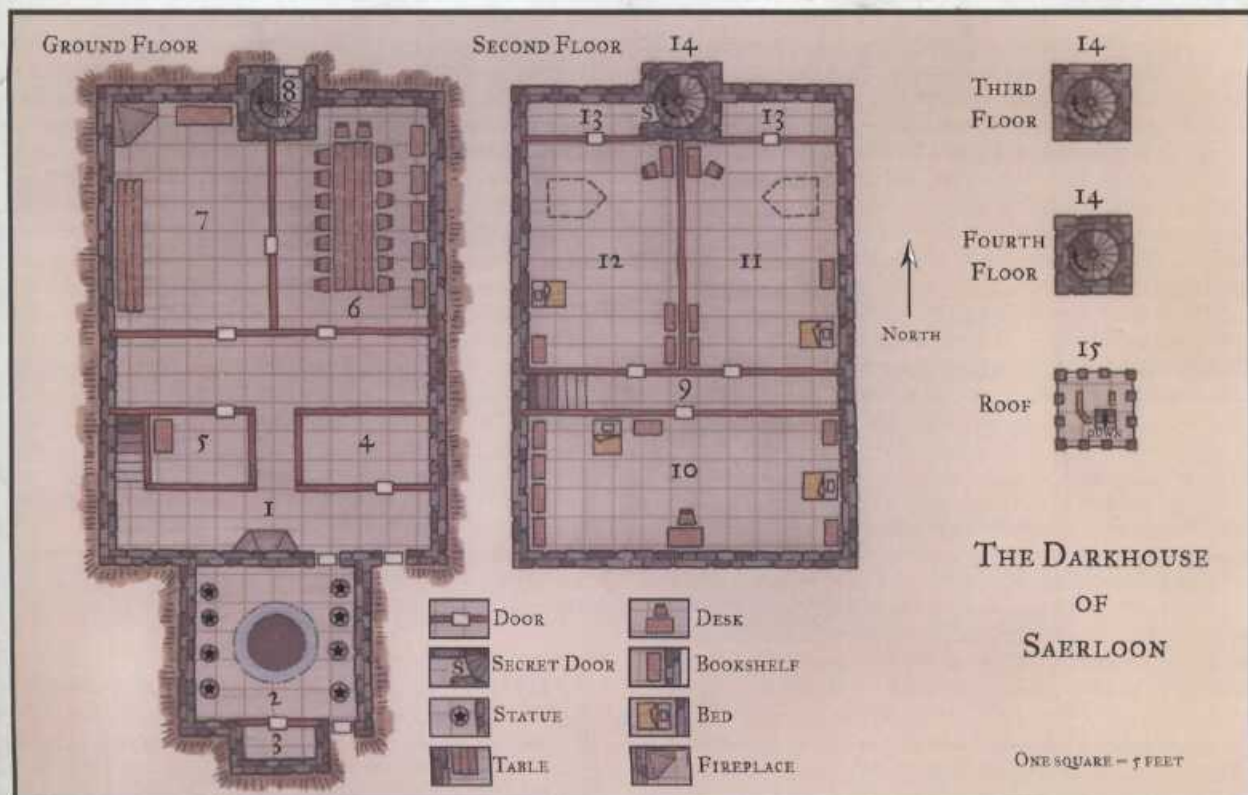 GROUND FLOOR
SECOND FLOOR
14
14
THIRD
FLOOR
8
S
13
13
7
6
12
11
14
FOURTH
FLOOR
NORTH
9
15
ROOF
DOWN
5
4
10
1
2
3
DOOR
SECRET DOOR
S
STATUE
TABLE
DESK
BOOKSHELF
BED
FIREPLACE
THE DARKHOUSE
OF
SAERLOON
ONE SQUARE = 5 FEET